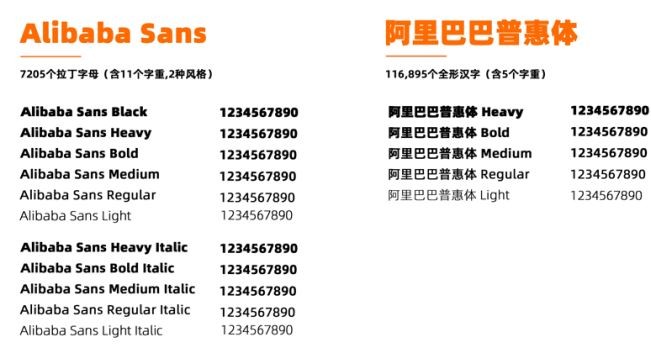 Alibaba Sans
7205个拉丁字母（含11个字重,2种风格）
Alibaba Sans Black 1234567890
Alibaba Sans Heavy 1234567890
Alibaba Sans Bold 1234567890
Alibaba Sans Medium 1234567890
Alibaba Sans Regular 1234567890
Alibaba Sans Light 1234567890
Alibaba Sans Heavy Italic 1234567890
Alibaba Sans Bold Italic 1234567890
Alibaba Sans Medium Italic 1234567890
Alibaba Sans Regular Italic 1234567890
Alibaba Sans Light Italic 1234567890
阿里巴巴普惠体
116,895个全形汉字（含5个字重）
阿里巴巴普惠体 Heavy 1234567890
阿里巴巴普惠体 Bold 1234567890
阿里巴巴普惠体 Medium 1234567890
阿里巴巴普惠体 Regular 1234567890
阿里巴巴普惠体 Light 1234567890